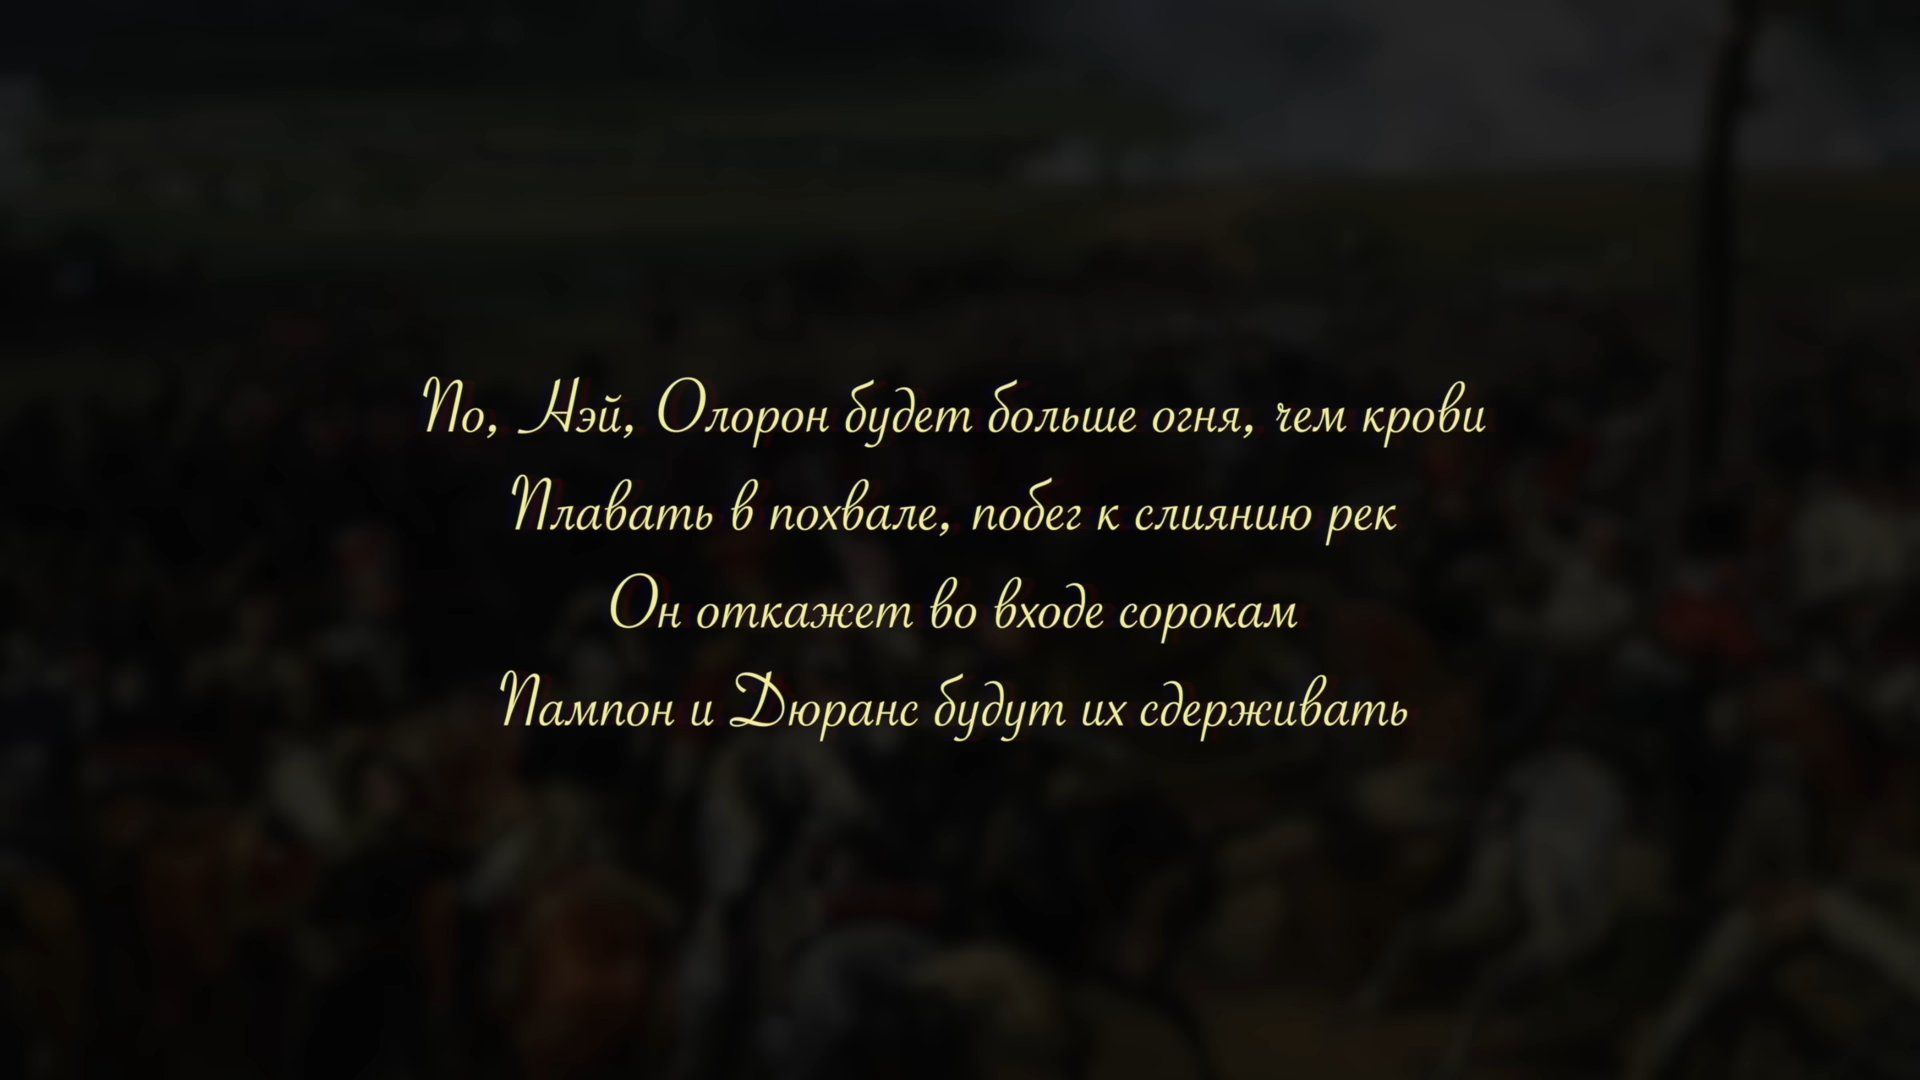 По, Нэй, Олорон будет больше огня, чем крови
Плавать в похвале, побег к слиянию рек
Он откажет во входе сорокам
Пампон и Дюранс будут их сдерживать